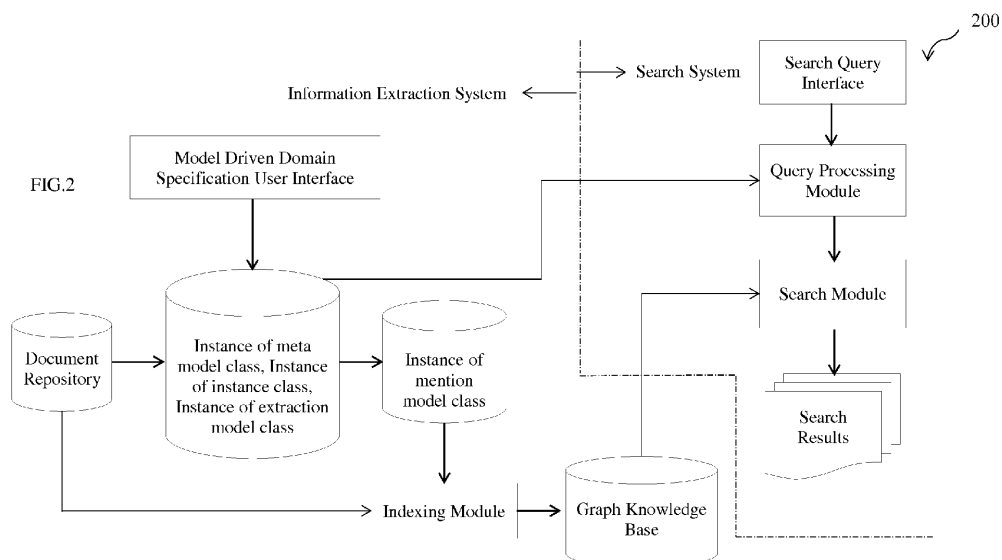 200
Search Query
Interface
Search System
Information Extraction System
Model Driven Domain
Specification User Interface
FIG.2
Query Processing
Module
Search Module
Document
Repository
Instance of meta
model class, Instance
of instance class,
Instance of extraction
model class
Instance of
mention
model class
Search
Results
Indexing Module
Graph Knowledge
Base